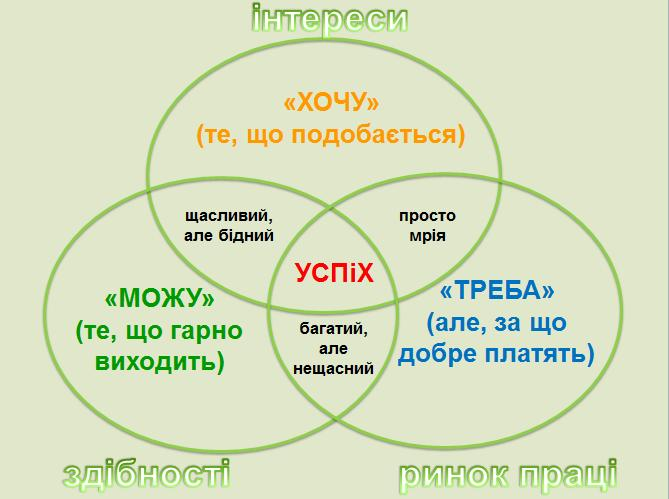 інтереси
«ХОЧУ»
(те, що подобається)
щасливий,
але бідний
просто
мрія
УСПіХ
«МОЖУ»
(те, що гарно
виходить)
«ТРЕБА»
(але, за що
добре платять)
багатий,
але
нещасний
здібності
ринок праці